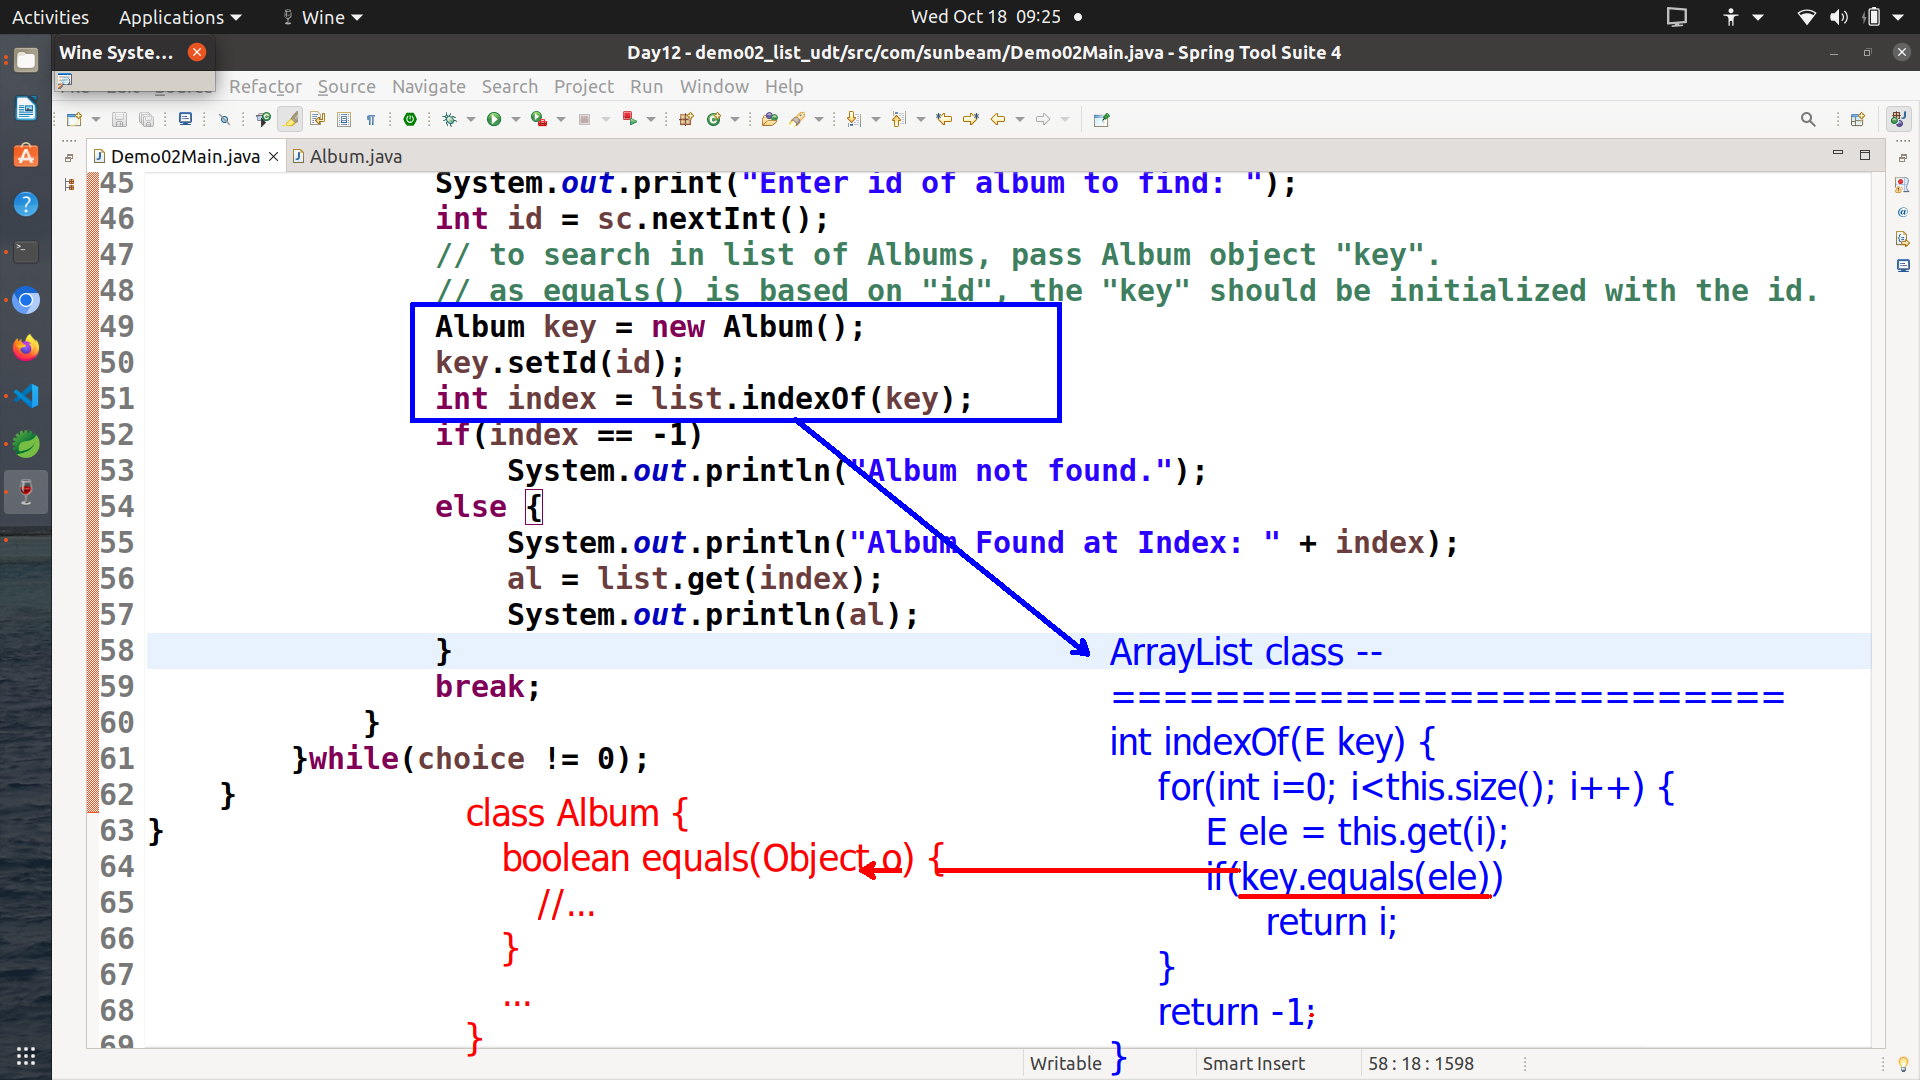 Activities Applications Wine Wed Oct 18 09:25
Wine Syste... Day12 - demo02_list_udt/src/com/sunbeam/Demo02Main.java - Spring Tool Suite 4
Refactor Source Navigate Search Project Run Window Help
Demo02Main.java Album.java
45 System.out.print("Enter id of album to find: ");
46 int id = sc.nextInt();
47 // to search in list of Albums, pass Album object "key".
48 // as equals() is based on "id", the "key" should be initialized with the id.
49 Album key = new Album();
50 key.setId(id);
51 int index = list.indexOf(key);
52 if(index == -1)
53 System.out.println("Album not found.");
54 else {
55 System.out.println("Album Found at Index: " + index);
56 al = list.get(index);
57 System.out.println(al);
58 }
59 break;
60 }
61 }while(choice != 0);
62 }
63 }
64
65
66
67
68
69
ArrayList class --
==========================
int indexOf(E key) {
for(int i=0; i<this.size(); i++) {
E ele = this.get(i);
if(key.equals(ele))
return i;
}
return -1;
}
class Album {
boolean equals(Object o) {
//...
}
...
}
Writable Smart Insert 58 : 18 : 1598